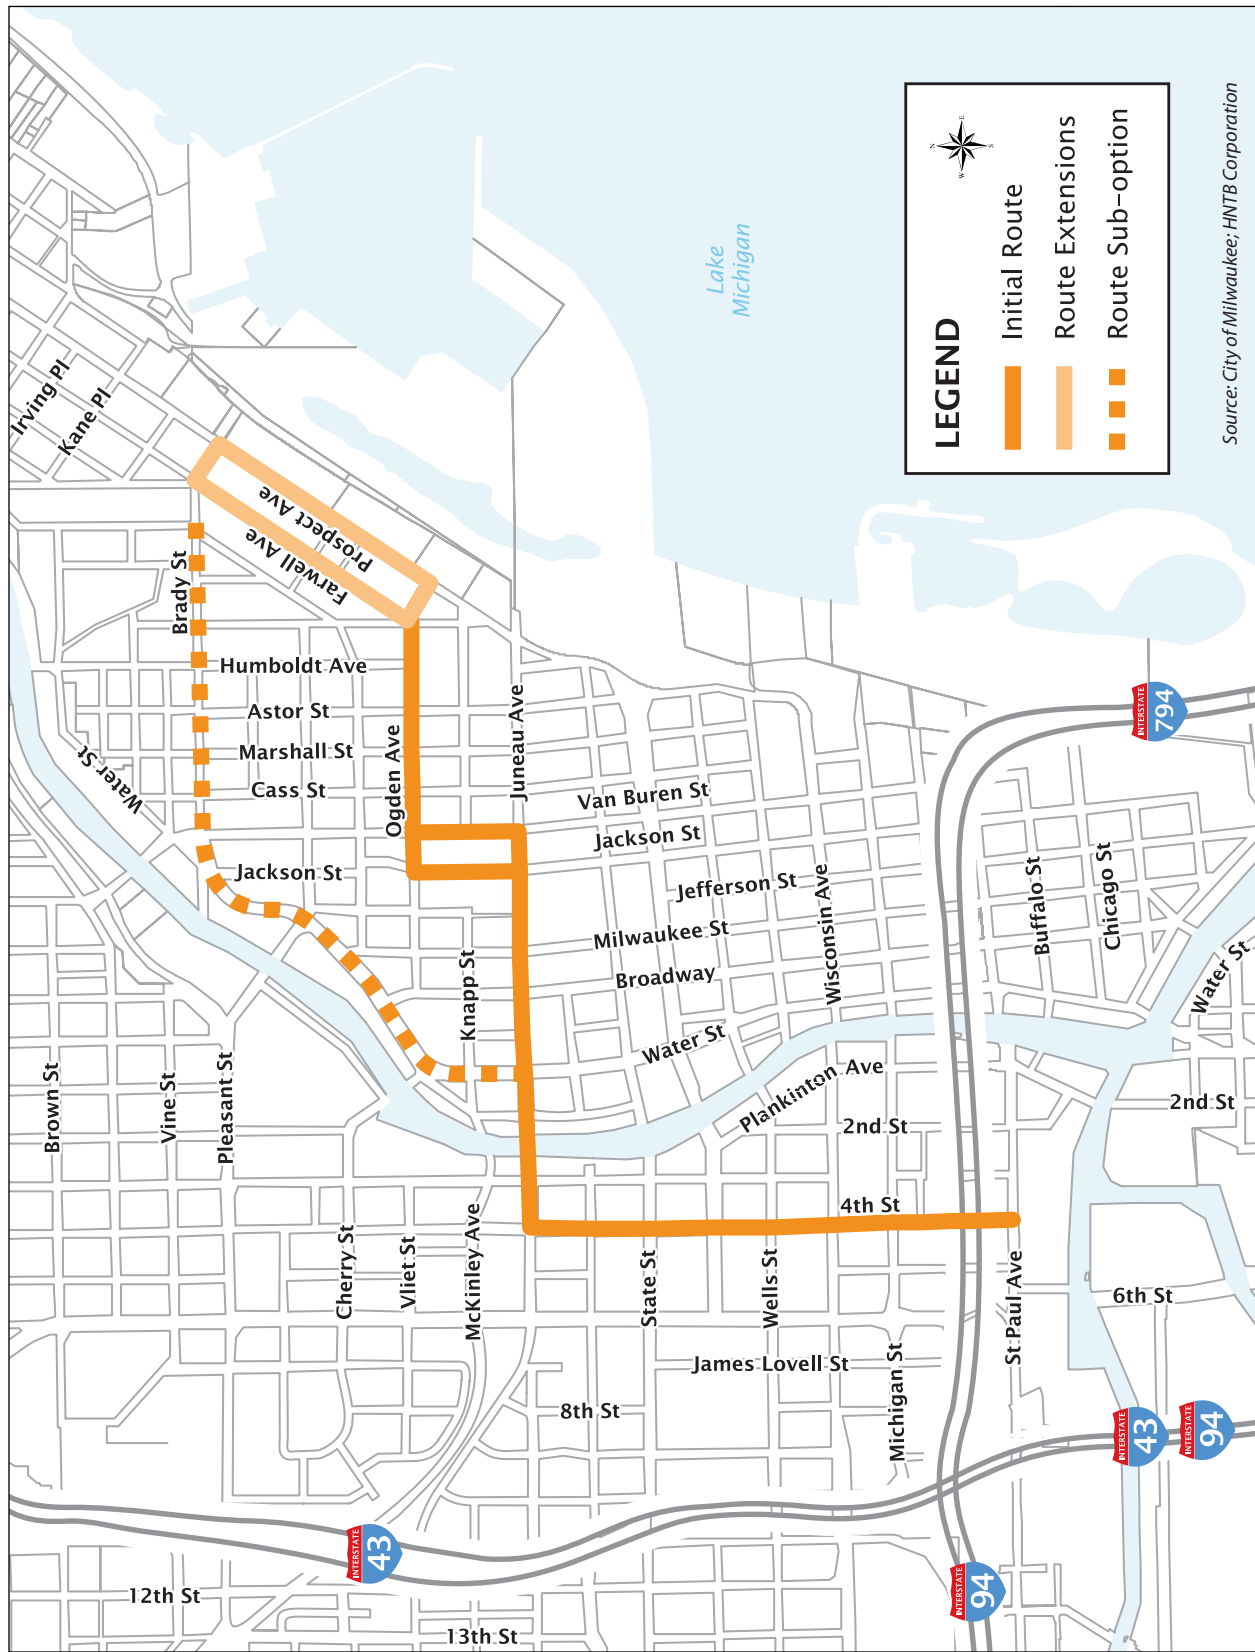 Irving Pl
Kane Pl
Prospect Ave
Farwell Ave
Brady St
Humboldt Ave
Astor St
Marshall St
Cass St
Jackson St
Water St
Ogden Ave
Juneau Ave
Knapp St
Van Buren St
Jackson St
Jefferson St
Milwaukee St
Broadway
Water St
Wisconsin Ave
Plankinton Ave
2nd St
4th St
Buffalo St
Chicago St
Water St
2nd St
6th St
St Paul Ave
Brown St
Vine St
Pleasant St
Cherry St
Vliet St
McKinley Ave
State St
Wells St
James Lovell St
Michigan St
8th St
12th St
13th St
INTERSTATE
43
INTERSTATE
94
INTERSTATE
43
INTERSTATE
94
INTERSTATE
794
Lake
Michigan
LEGEND
N
E
S
W
Initial Route
Route Extensions
Route Sub-option
Source: City of Milwaukee; HNTB Corporation